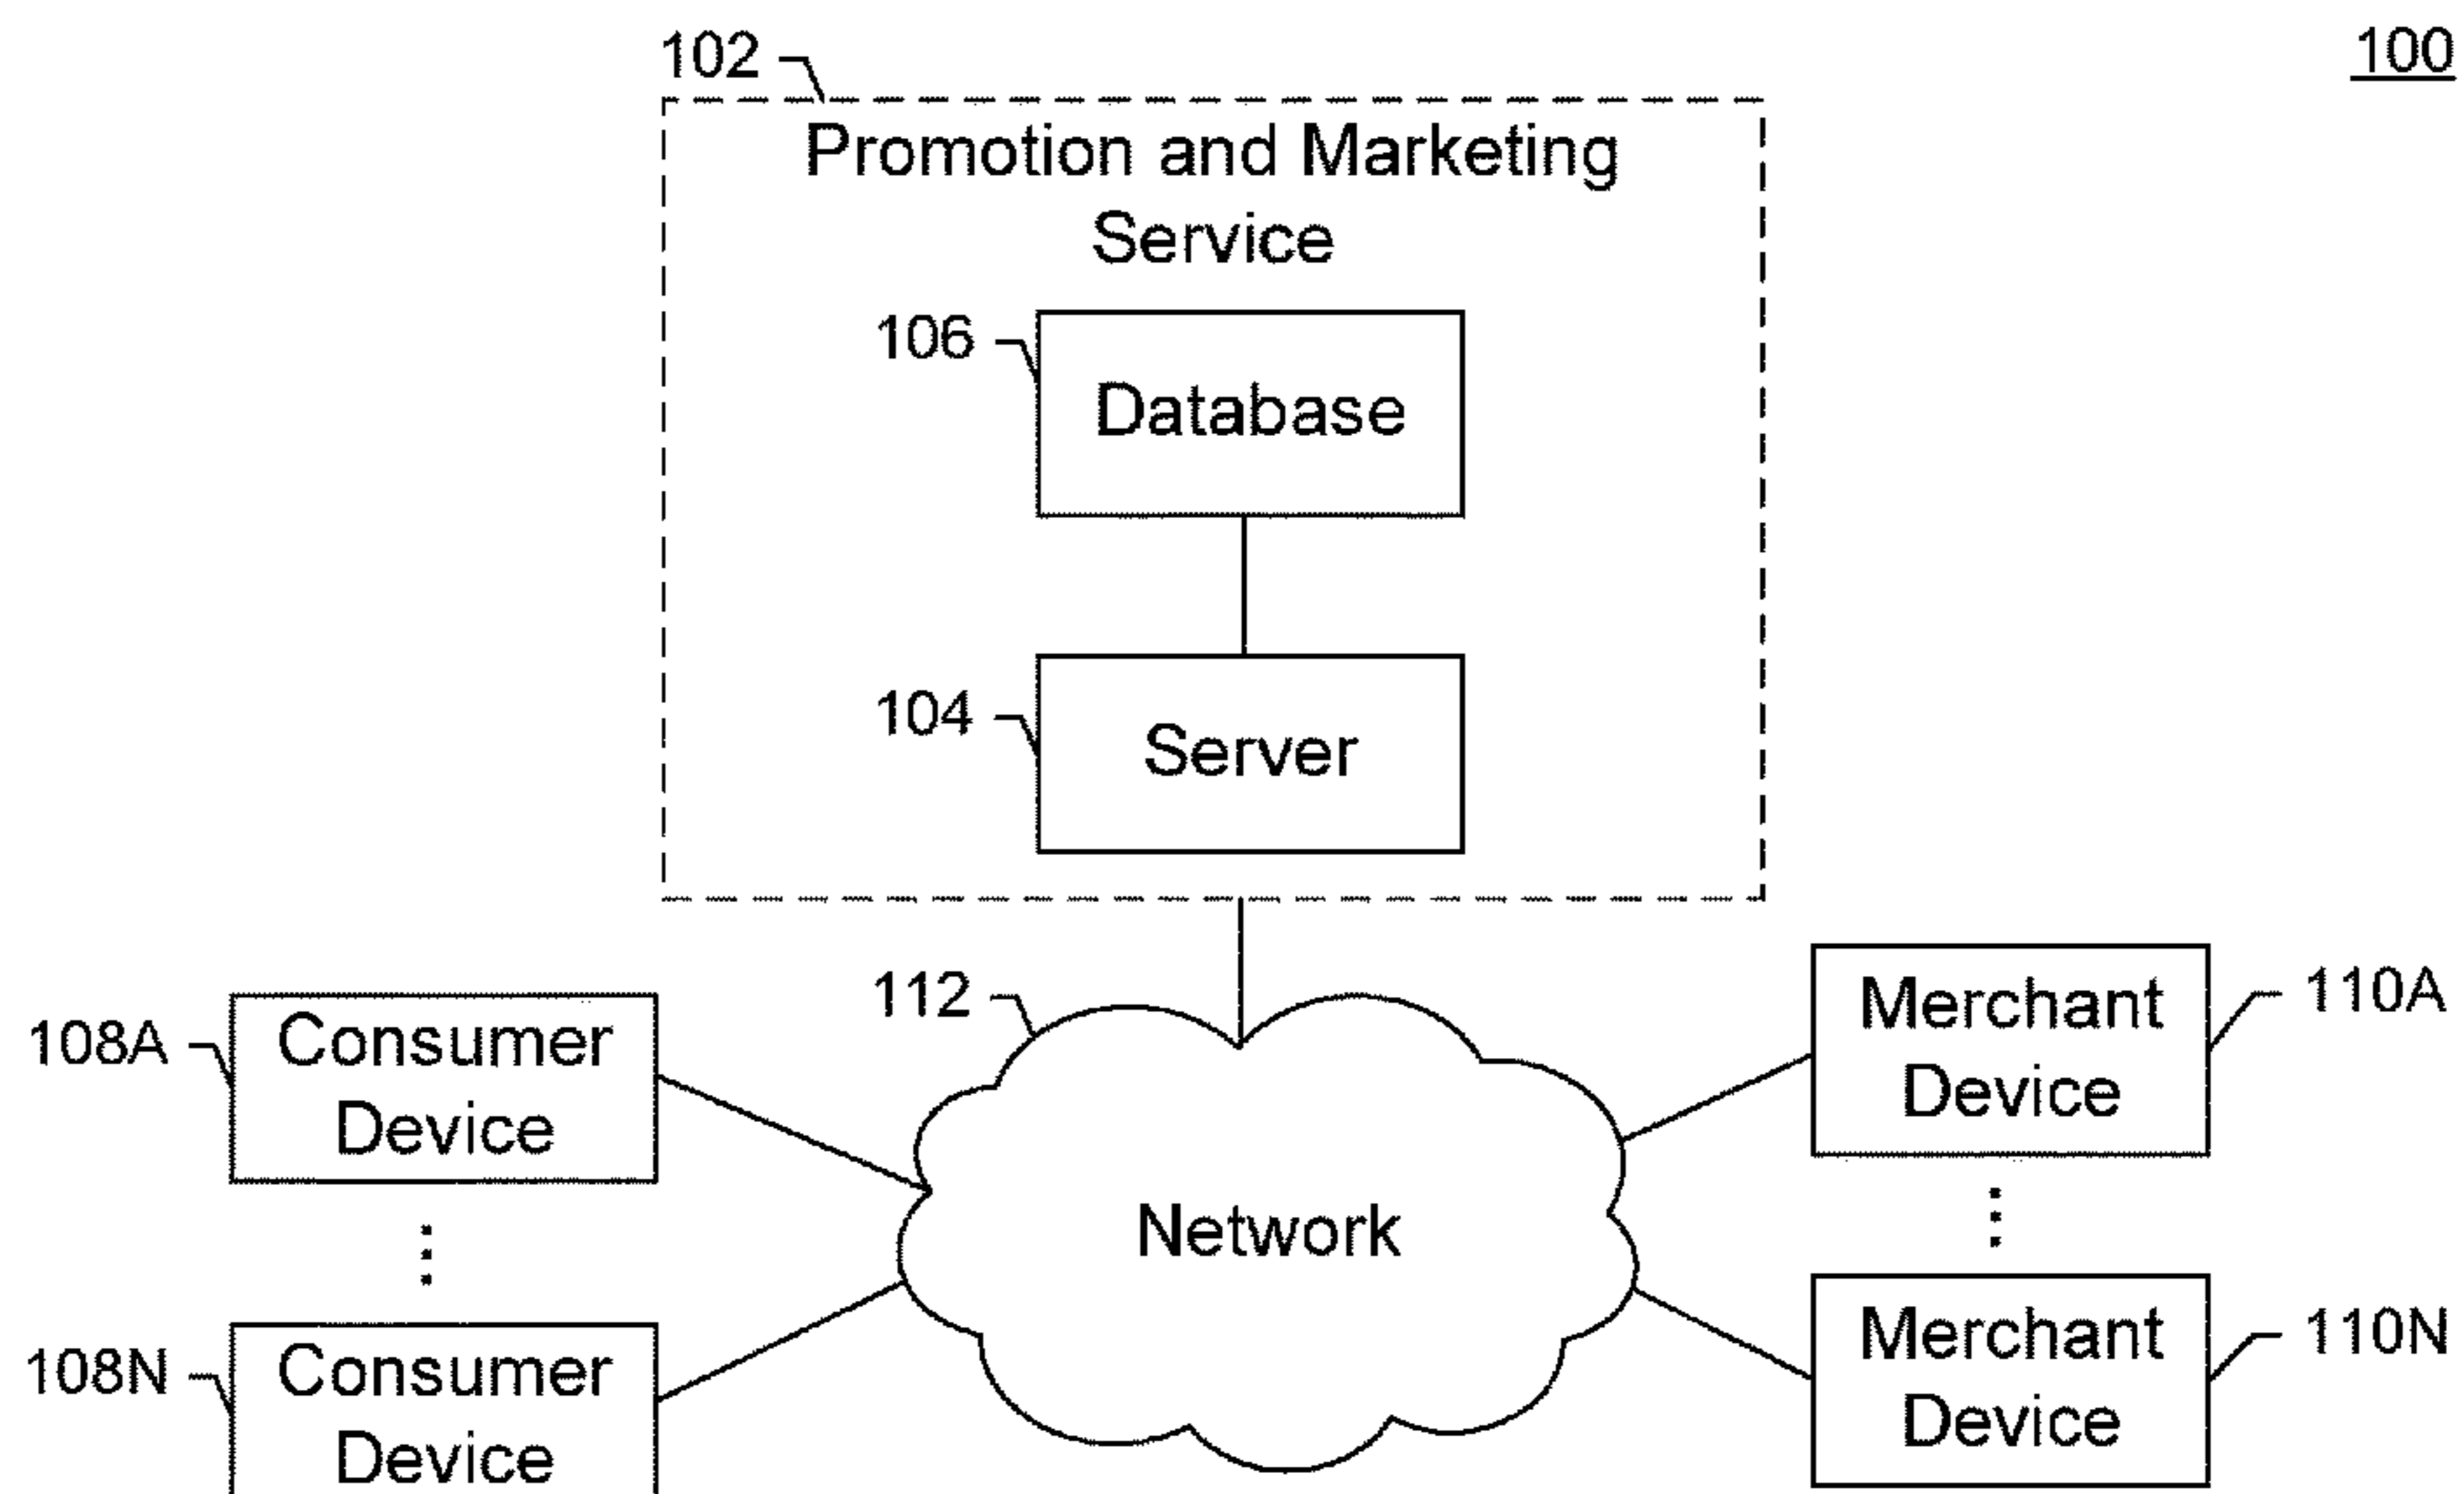 100
102
Promotion and Marketing
Service
106
Database
104
Server
112
108A
Consumer
Device
Network
Merchant
Device
110A
108N
Consumer
Device
Merchant
Device
110N